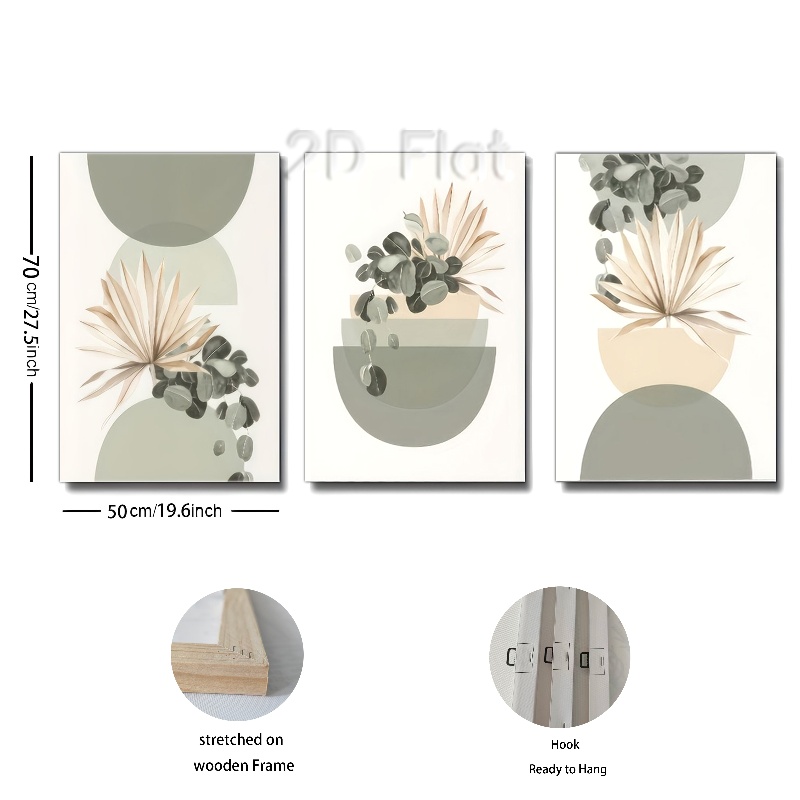 2D Flat
70 cm/27.5inch
50cm/19.6inch
stretched on
wooden Frame
Hook
Ready to Hang